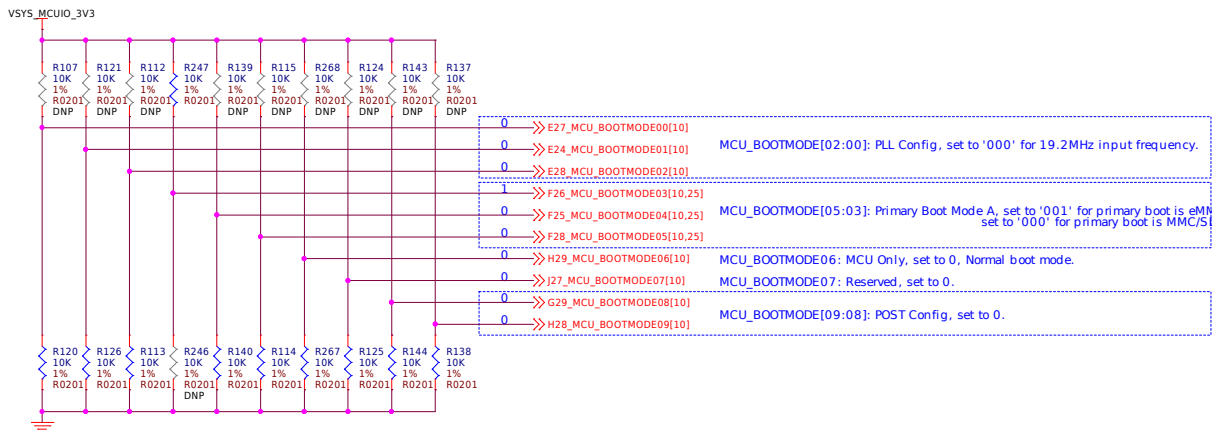 VSYS_MCUIO_3V3
R107 R121 R112 R247 R139 R115 R268 R124 R143 R137
10K 10K 10K 10K 10K 10K 10K 10K 10K 10K
1% 1% 1% 1% 1% 1% 1% 1% 1% 1%
R0201 R0201 R0201 R0201 R0201 R0201 R0201 R0201 R0201 R0201
DNP DNP DNP DNP DNP DNP DNP DNP DNP
0 E27_MCU_BOOTMODE00[10]
MCU_BOOTMODE[02:00]: PLL Config, set to '000' for 19.2MHz input frequency.
0 E24_MCU_BOOTMODE01[10]
0 E28_MCU_BOOTMODE02[10]
1 F26_MCU_BOOTMODE03[10,25]
MCU_BOOTMODE[05:03]: Primary Boot Mode A, set to '001' for primary boot is
0 F25_MCU_BOOTMODE04[10,25]
set to '000' for primary boot is
0 F28_MCU_BOOTMODE05[10,25]
0 H29_MCU_BOOTMODE06[10] MCU_BOOTMODE06: MCU Only, set to 0, Normal boot mode.
0 J27_MCU_BOOTMODE07[10] MCU_BOOTMODE07: Reserved, set to 0.
0 G29_MCU_BOOTMODE08[10]
MCU_BOOTMODE[09:08]: POST Config, set to 0.
0 H28_MCU_BOOTMODE09[10]
R120 R126 R113 R246 R140 R114 R267 R125 R144 R138
10K 10K 10K 10K 10K 10K 10K 10K 10K 10K
1% 1% 1% 1% 1% 1% 1% 1% 1% 1%
R0201 R0201 R0201 R0201 R0201 R0201 R0201 R0201 R0201 R0201
DNP